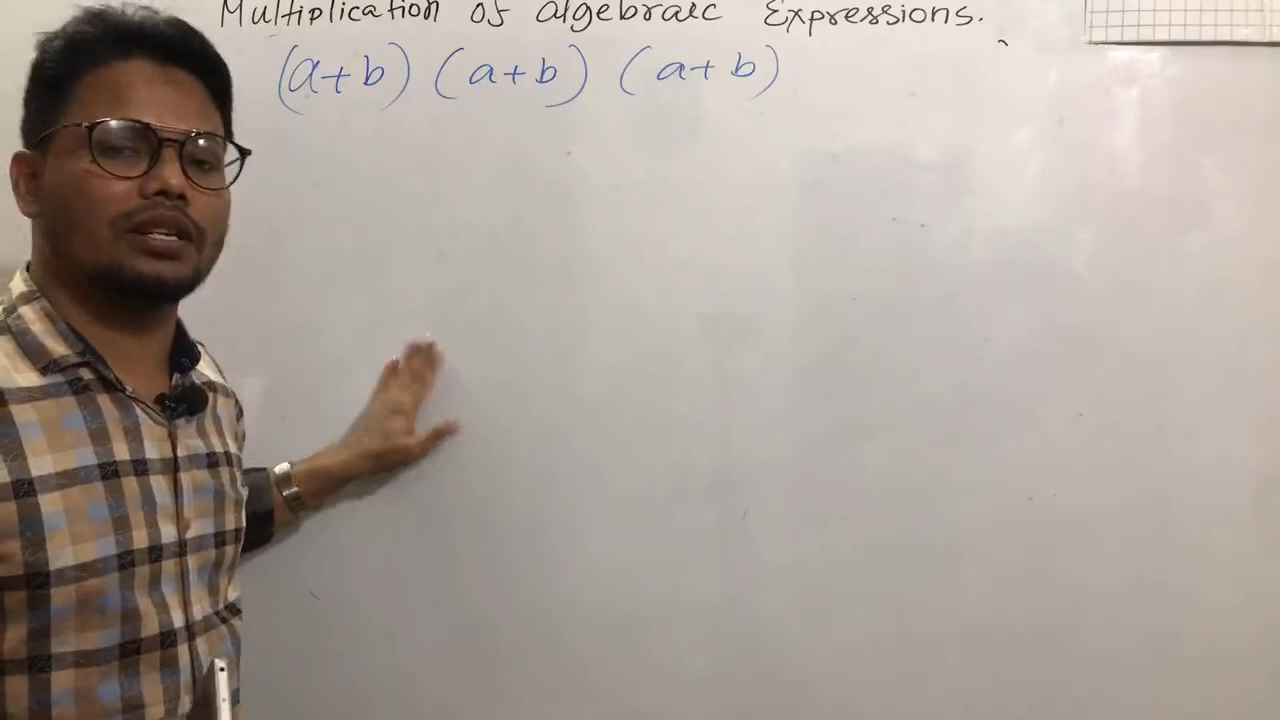 Multiplication of algebraic Expressions.
(a+b) (a+b) (a+b)